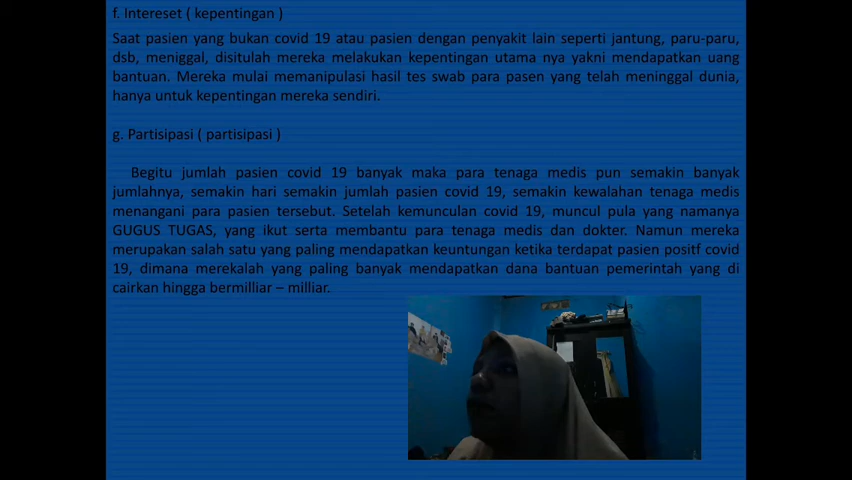 f. Intereset ( kepentingan )
Saat pasien yang bukan covid 19 atau pasien dengan penyakit lain seperti jantung, paru-paru,
dsb, meniggal, disitulah mereka melakukan kepentingan utama nya yakni mendapatkan uang
bantuan. Mereka mulai memanipulasi hasil tes swab para pasen yang telah meninggal dunia,
hanya untuk kepentingan mereka sendiri.
g. Partisipasi ( partisipasi )
Begitu jumlah pasien covid 19 banyak maka para tenaga medis pun semakin banyak
jumlahnya, semakin hari semakin jumlah pasien covid 19, semakin kewalahan tenaga medis
menangani para pasien tersebut. Setelah kemunculan covid 19, muncul pula yang namanya
GUGUS TUGAS, yang ikut serta membantu para tenaga medis dan dokter. Namun mereka
merupakan salah satu yang paling mendapatkan keuntungan ketika terdapat pasien positf covid
19, dimana merekalah yang paling banyak mendapatkan dana bantuan pemerintah yang di
cairkan hingga bermilliar – milliar.